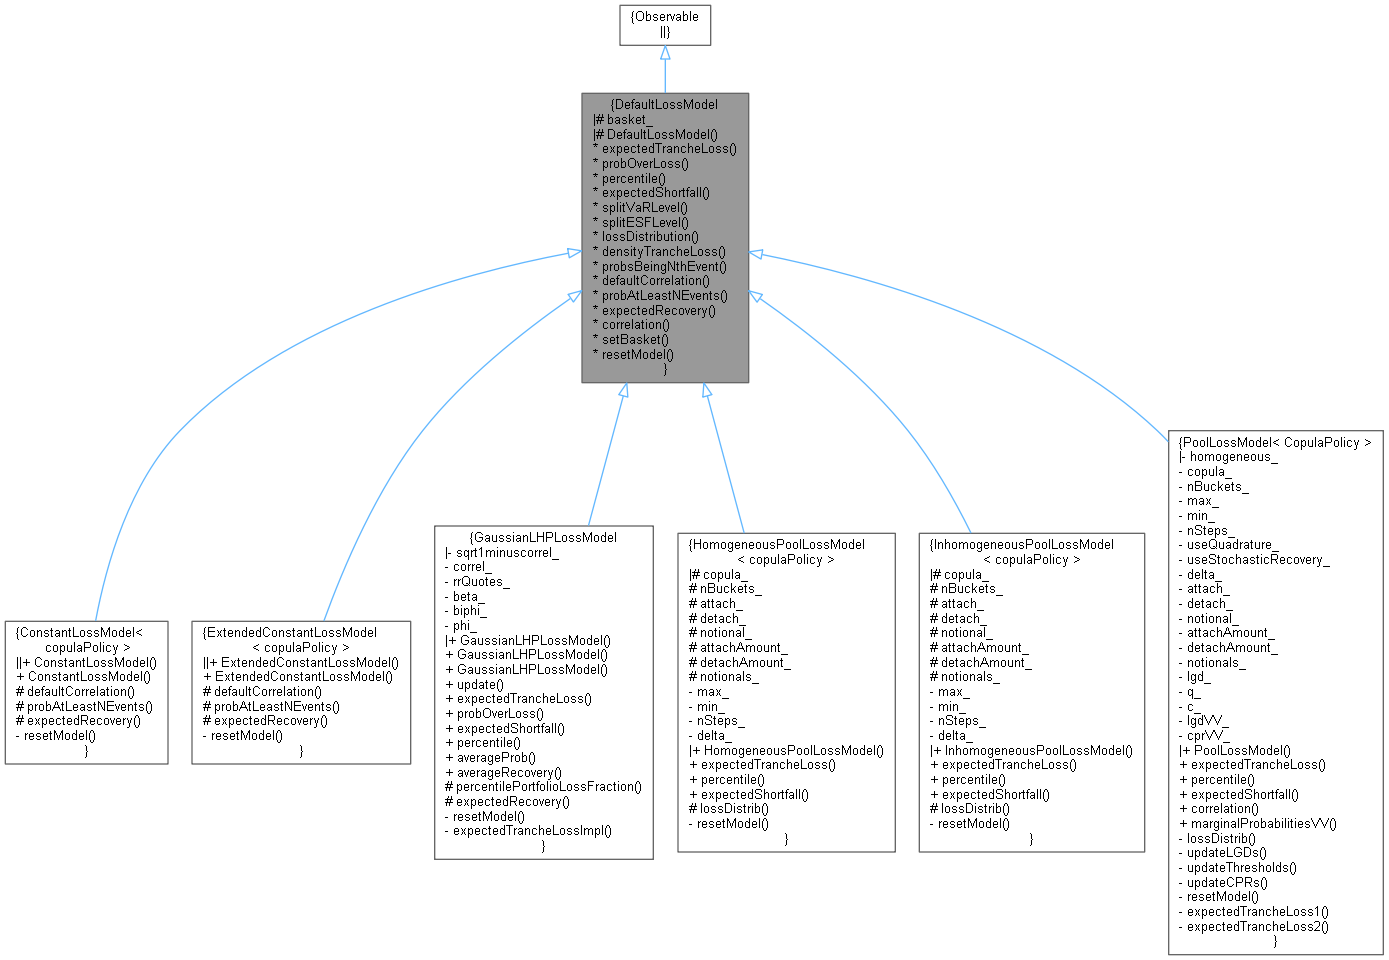 {Observable
||}
{DefaultLossModel
|# basket_
|# DefaultLossModel()
* expectedTrancheLoss()
* probOverLoss()
* percentile()
* expectedShortfall()
* splitVaRLevel()
* splitESFLevel()
* lossDistribution()
* densityTrancheLoss()
* probsBeingNthEvent()
* defaultCorrelation()
* probAtLeastNEvents()
* expectedRecovery()
* correlation()
* setBasket()
* resetModel()
}
{ConstantLossModel<
copulaPolicy >
||+ ConstantLossModel()
+ ConstantLossModel()
# defaultCorrelation()
# probAtLeastNEvents()
# expectedRecovery()
- resetModel()
}
{ExtendedConstantLossModel
< copulaPolicy >
||+ ExtendedConstantLossModel()
+ ExtendedConstantLossModel()
# defaultCorrelation()
# probAtLeastNEvents()
# expectedRecovery()
- resetModel()
}
{GaussianLHPLossModel
|- sqrt1minuscorrel_
- correl_
- rrQuotes_
- beta_
- biphi_
- phi_
|+ GaussianLHPLossModel()
+ GaussianLHPLossModel()
+ GaussianLHPLossModel()
+ update()
+ expectedTrancheLoss()
+ probOverLoss()
+ expectedShortfall()
+ percentile()
+ averageProb()
+ averageRecovery()
# percentilePortfolioLossFraction()
# expectedRecovery()
- resetModel()
- expectedTrancheLossImpl()
}
{HomogeneousPoolLossModel
< copulaPolicy >
|# copula_
# nBuckets_
# attach_
# detach_
# notional_
# attachAmount_
# detachAmount_
# notionals_
- max_
- min_
- nSteps_
- delta_
|+ HomogeneousPoolLossModel()
+ expectedTrancheLoss()
+ percentile()
+ expectedShortfall()
# lossDistrib()
- resetModel()
}
{InhomogeneousPoolLossModel
< copulaPolicy >
|# copula_
# nBuckets_
# attach_
# detach_
# notional_
# attachAmount_
# detachAmount_
# notionals_
- max_
- min_
- nSteps_
- delta_
|+ InhomogeneousPoolLossModel()
+ expectedTrancheLoss()
+ percentile()
+ expectedShortfall()
# lossDistrib()
- resetModel()
}
{PoolLossModel< CopulaPolicy >
|- homogeneous_
- copula_
- nBuckets_
- max_
- min_
- nSteps_
- useQuadrature_
- useStochasticRecovery_
- delta_
- attach_
- detach_
- notional_
- attachAmount_
- detachAmount_
- notionals_
- lgd_
- q_
- c_
- lgdVV_
- cprVV_
|+ PoolLossModel()
+ expectedTrancheLoss()
+ percentile()
+ expectedShortfall()
+ correlation()
+ marginalProbabilitiesVV()
- lossDistrib()
- updateLGDs()
- updateThresholds()
- updateCPRs()
- resetModel()
- expectedTrancheLoss1()
- expectedTrancheLoss2()
}